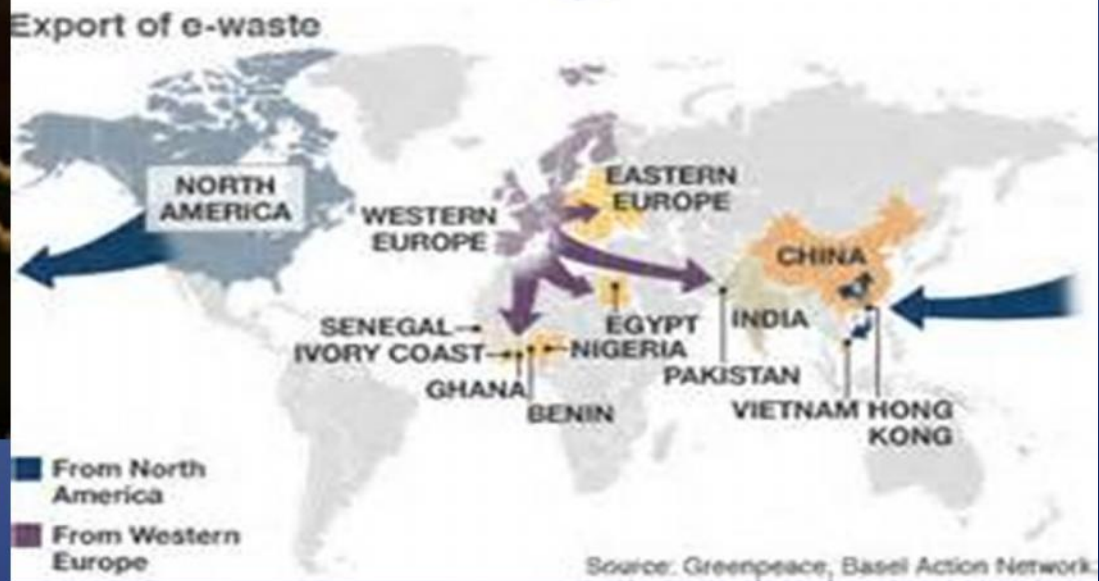 Export of e-waste
NORTH
AMERICA
WESTERN
EUROPE
EASTERN
EUROPE
CHINA
SENEGAL
IVORY COAST
GHANA
BENIN
EGYPT
NIGERIA
INDIA
PAKISTAN
VIETNAM
HONG
KONG
From North
America
From Western
Europe
Source: Greenpeace, Basel Action Network